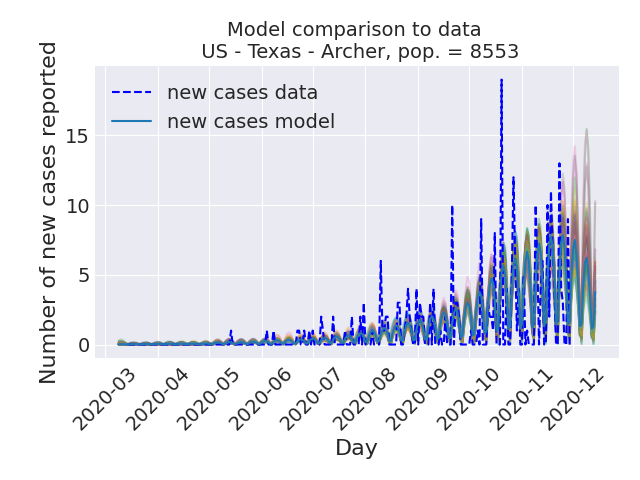 Model comparison to data
US - Texas - Archer, pop. = 8553
new cases data
new cases model
Number of new cases reported
15
10
5
0
2020-03
2020-04
2020-05
2020-06
2020-07
2020-08
2020-09
2020-10
2020-11
2020-12
Day